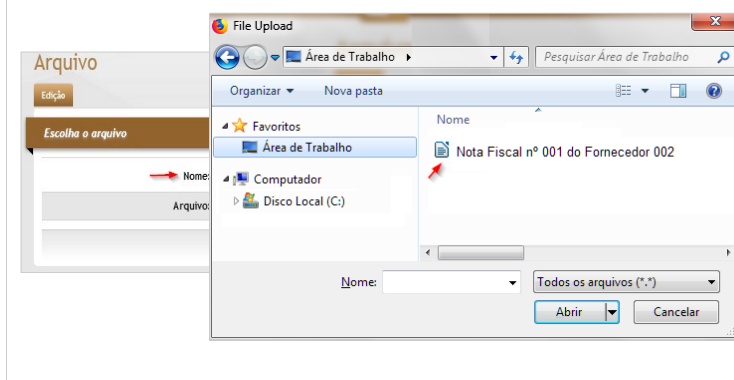 Arquivo
Edição
Escolha o arquivo
Nome:
Arquivo:
File Upload
Área de Trabalho
Pesquisar Área de Trabalho
Organizar
Nova pasta
Favoritos
Área de Trabalho
Computador
Disco Local (C:)
Nome
Nota Fiscal nº 001 do Fornecedor 002
Nome:
Todos os arquivos (*.*)
Abrir
Cancelar